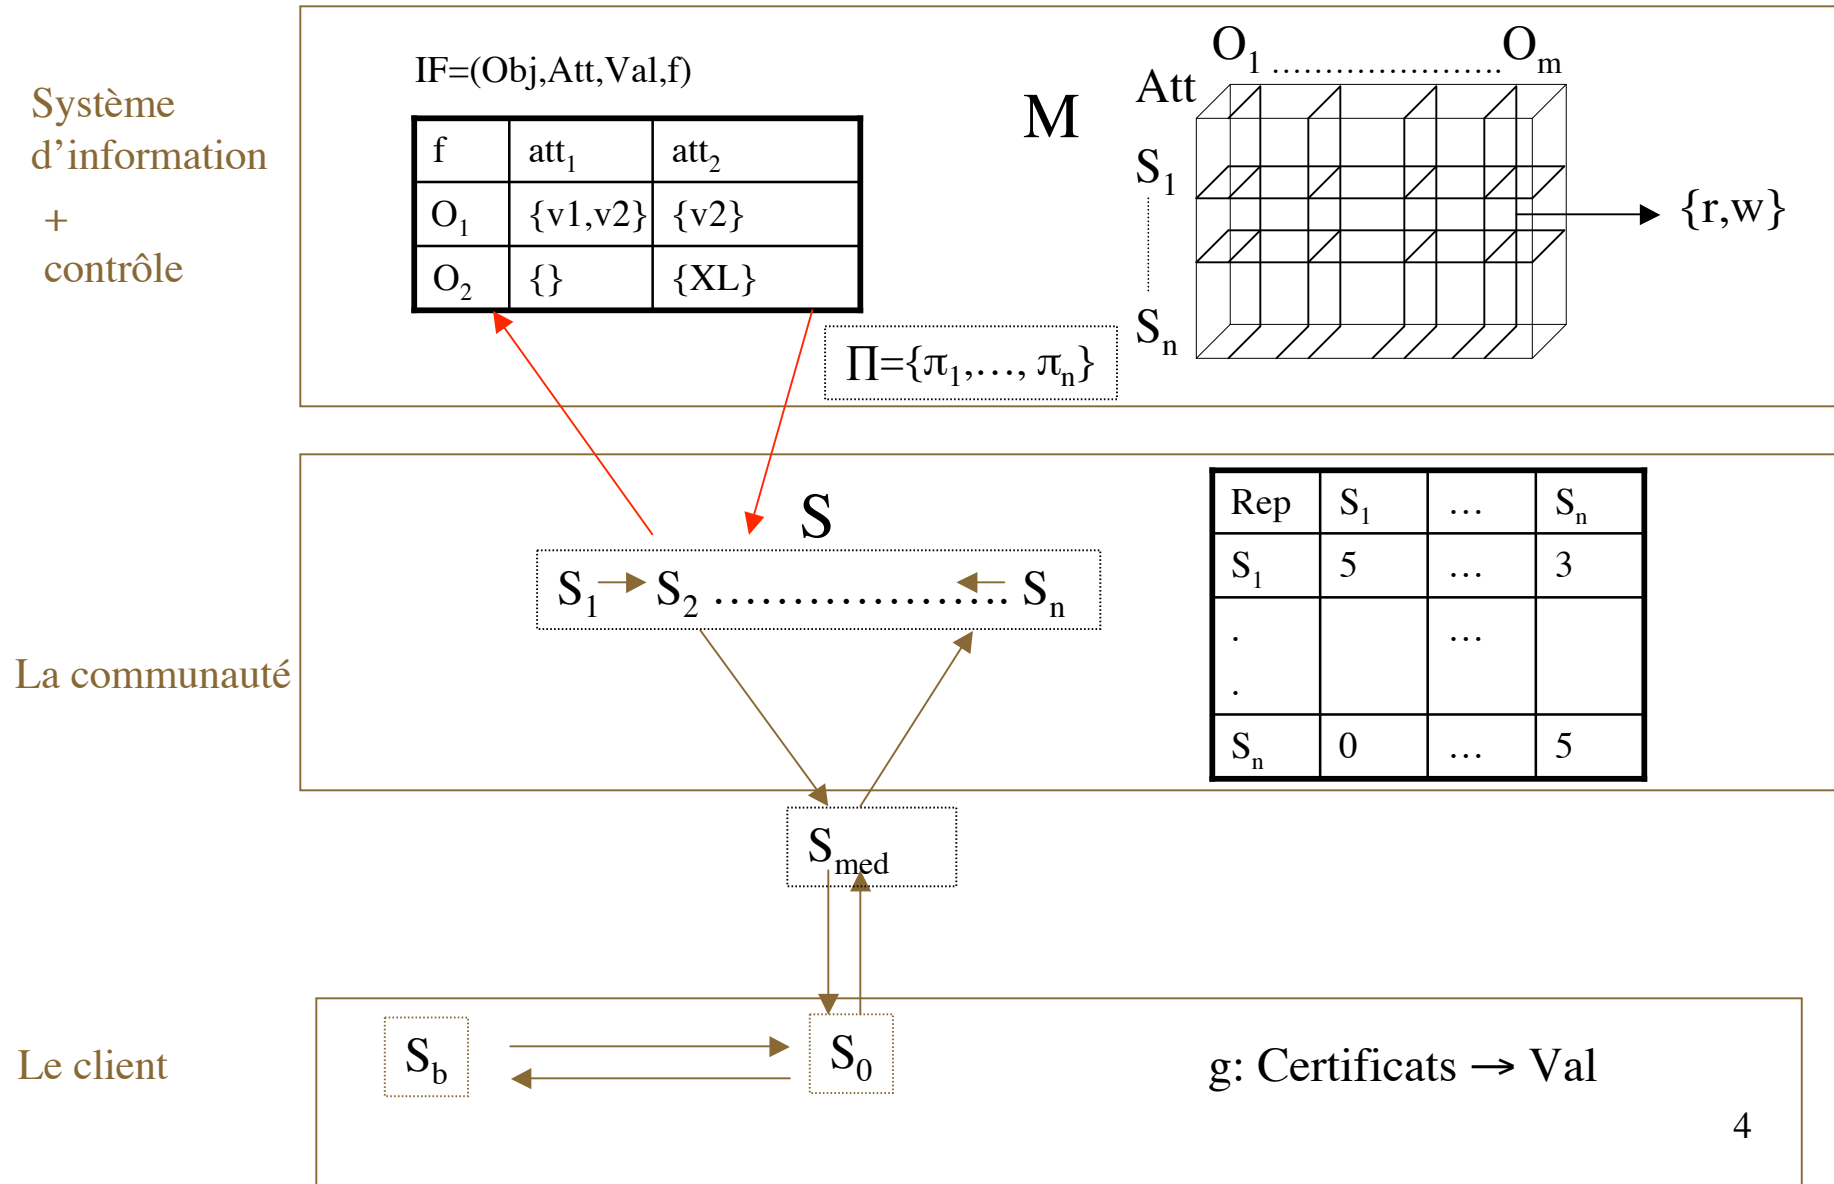 Système
d’information
+
contrôle
IF=(Obj,Att,Val,f)
f att₁ att₂
O₁ {v1,v2} {v2}
O₂ {} {XL}
∏={π₁,…, πₙ}
M
O₁ ...................... Oₘ
Att
S₁
Sₙ
{r,w}
La communauté
S
S₁ S₂ ………………… Sₙ
Rep S₁ … Sₙ
S₁ 5 … 3
. …
.
Sₙ 0 … 5
S_med
Le client
S_b
S₀
g: Certificats → Val
4